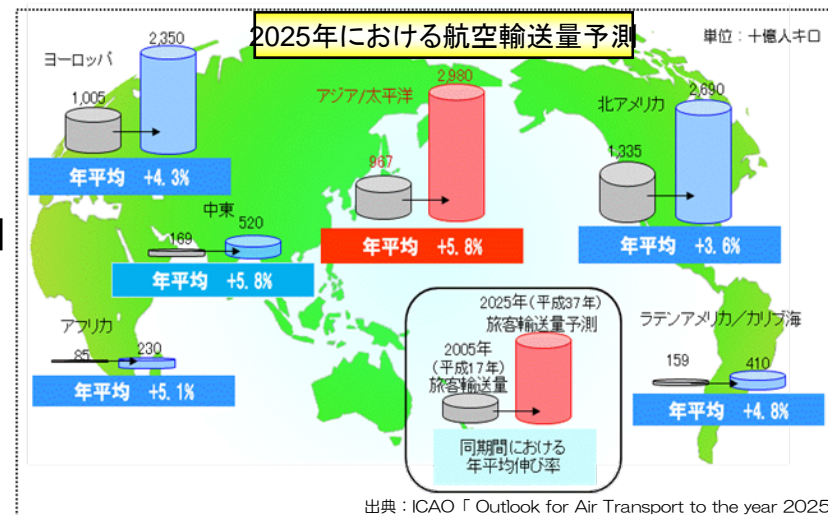 2025年における航空輸送量予測
単位：十億人キロ
ヨーロッパ
1,005
2,350
年平均 +4.3%
中東
169
520
年平均 +5.8%
アフリカ
85
230
年平均 +5.1%
アジア/太平洋
967
2,980
年平均 +5.8%
北アメリカ
1,335
2,690
年平均 +3.6%
ラテンアメリカ／カリブ海
159
410
年平均 +4.8%
2025年(平成37年)
旅客輸送量予測
2005年
(平成17年)
旅客輸送量
同期間における
年平均伸び率
出典：ICAO「 Outlook for Air Transport to the year 2025